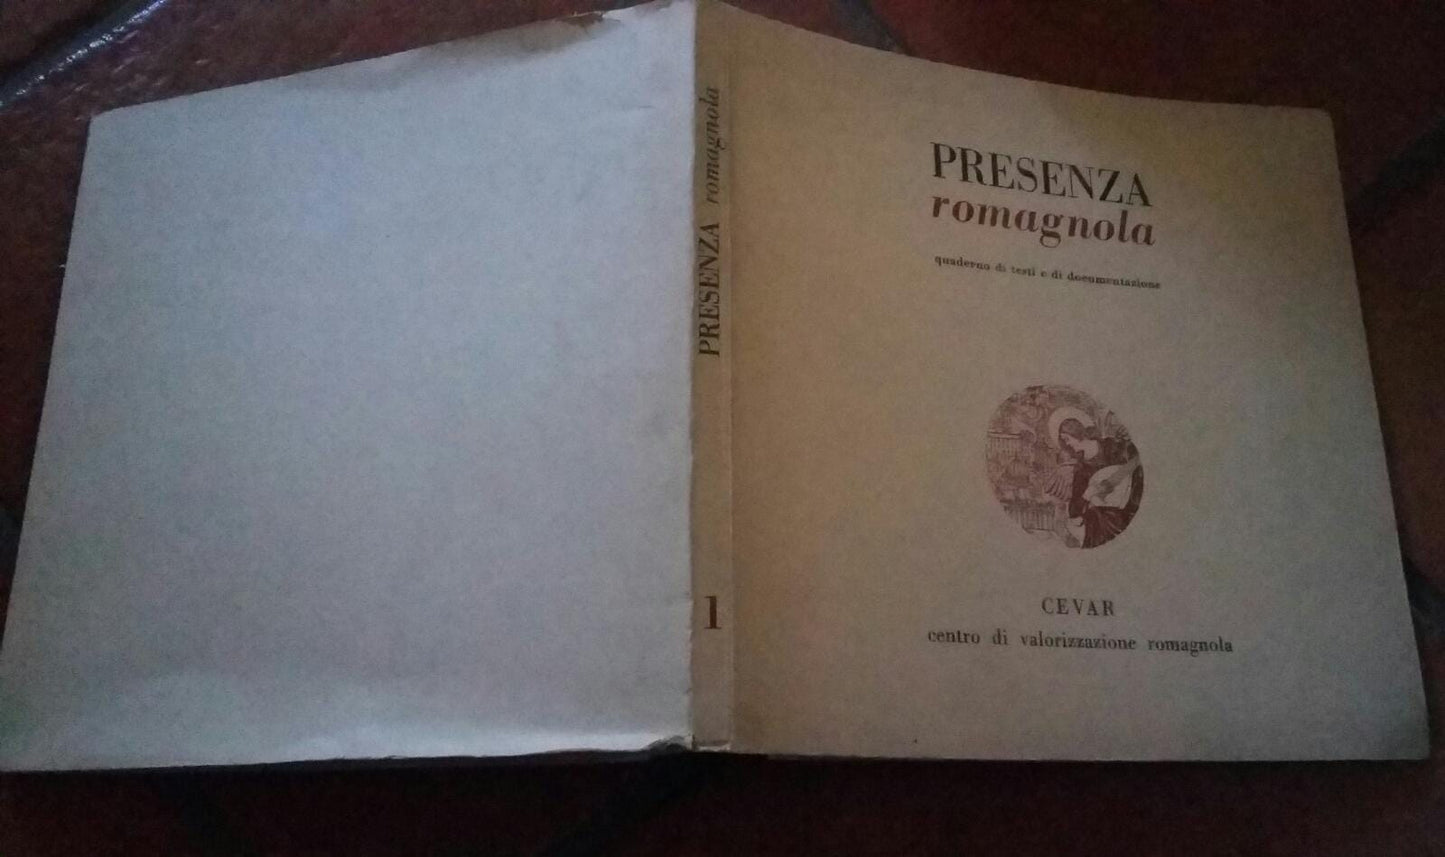 PRESENZA romagnola
1
PRESENZA
romagnola
quaderno di testi e di documentazione
CEVAR
centro di valorizzazione romagnola